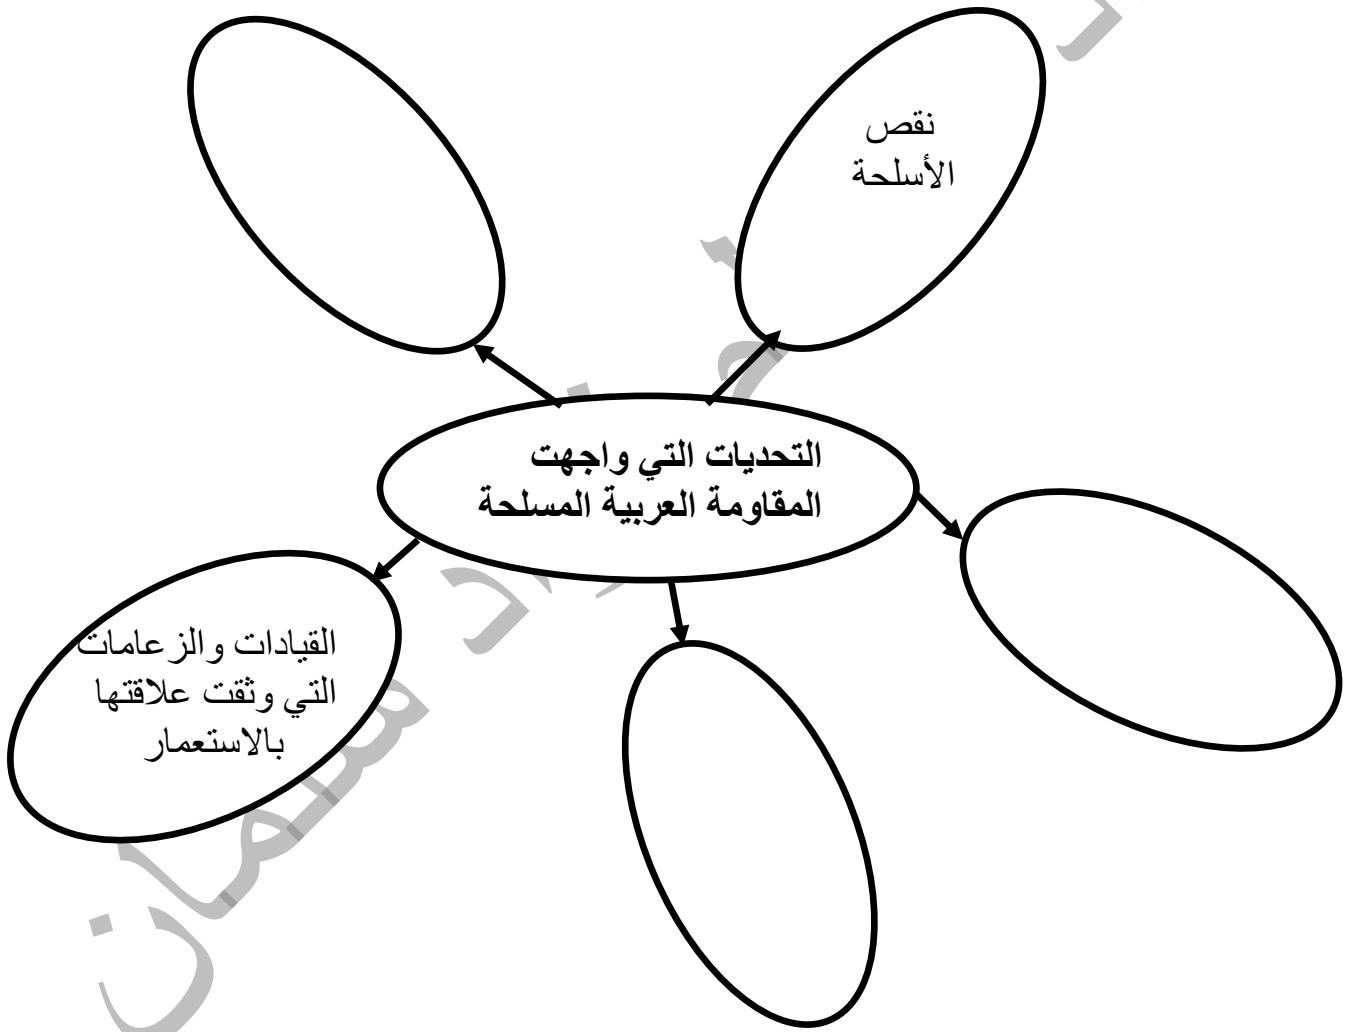 نقص
الأسلحة
التحديات التي واجهت
المقاومة العربية المسلحة
القيادات والزعامات
التي وثقت علاقتها
بالاستعمار